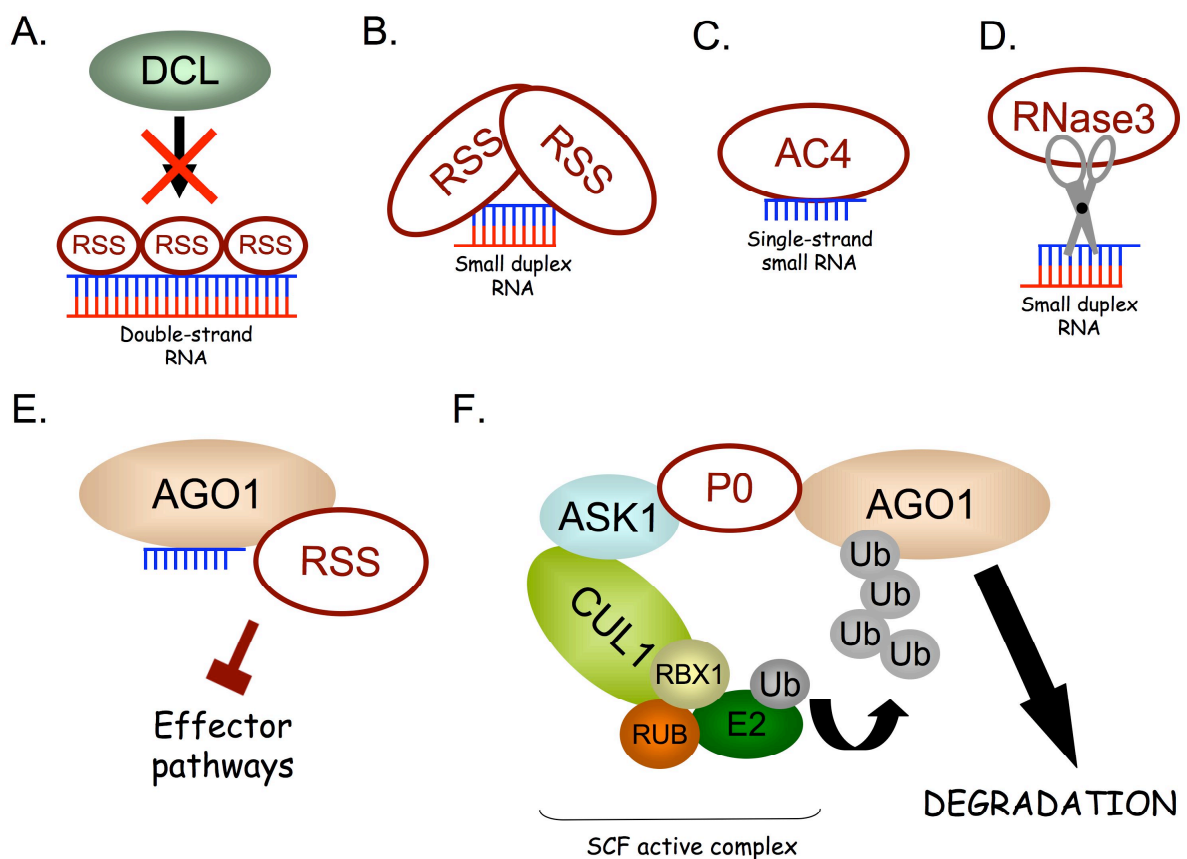 A.
DCL
RSS RSS RSS
Double-strand
RNA
B.
RSS RSS
Small duplex
RNA
C.
AC4
Single-strand
small RNA
D.
RNase3
Small duplex
RNA
E.
AGO1
RSS
Effector
pathways
F.
ASK1
P0
AGO1
CUL1
RBX1
RUB
E2
Ub
Ub
Ub
Ub
Ub
DEGRADATION
SCF active complex